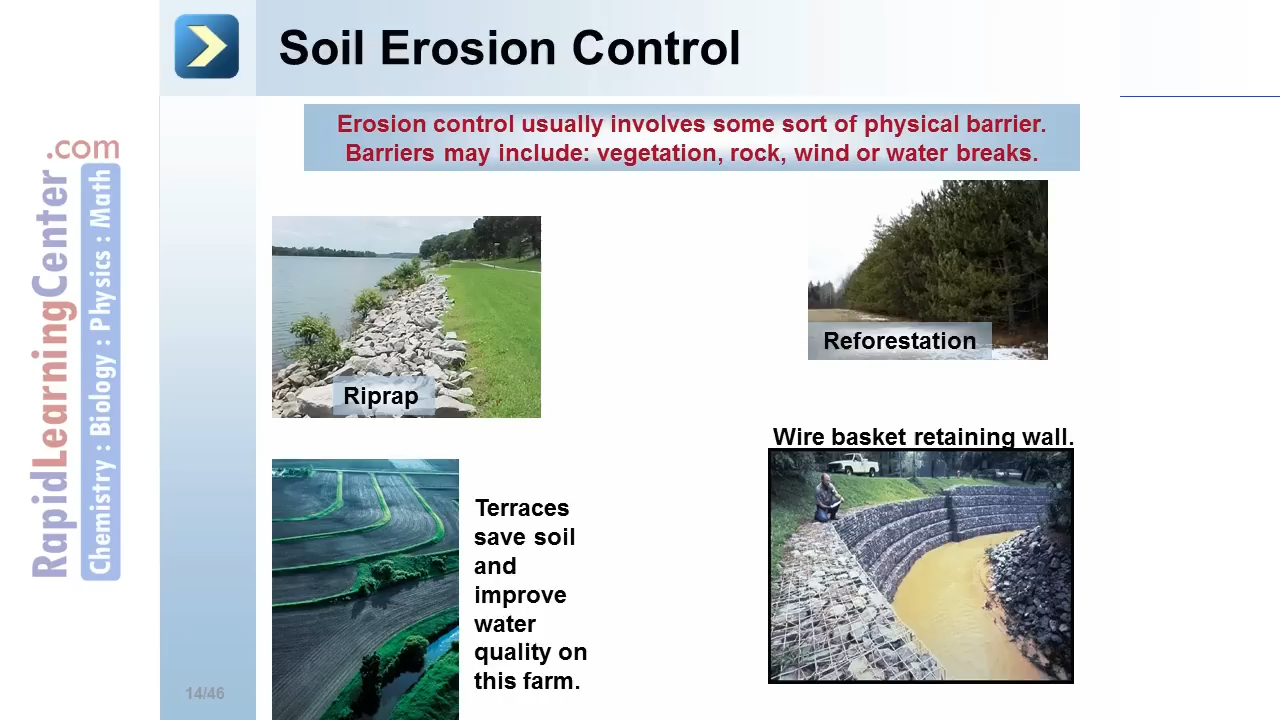 Soil Erosion Control
Erosion control usually involves some sort of physical barrier.
Barriers may include: vegetation, rock, wind or water breaks.
RapidLearningCenter.com
Chemistry : Biology : Physics : Math
Riprap
Reforestation
Wire basket retaining wall.
Terraces
save soil
and
improve
water
quality on
this farm.
14/46